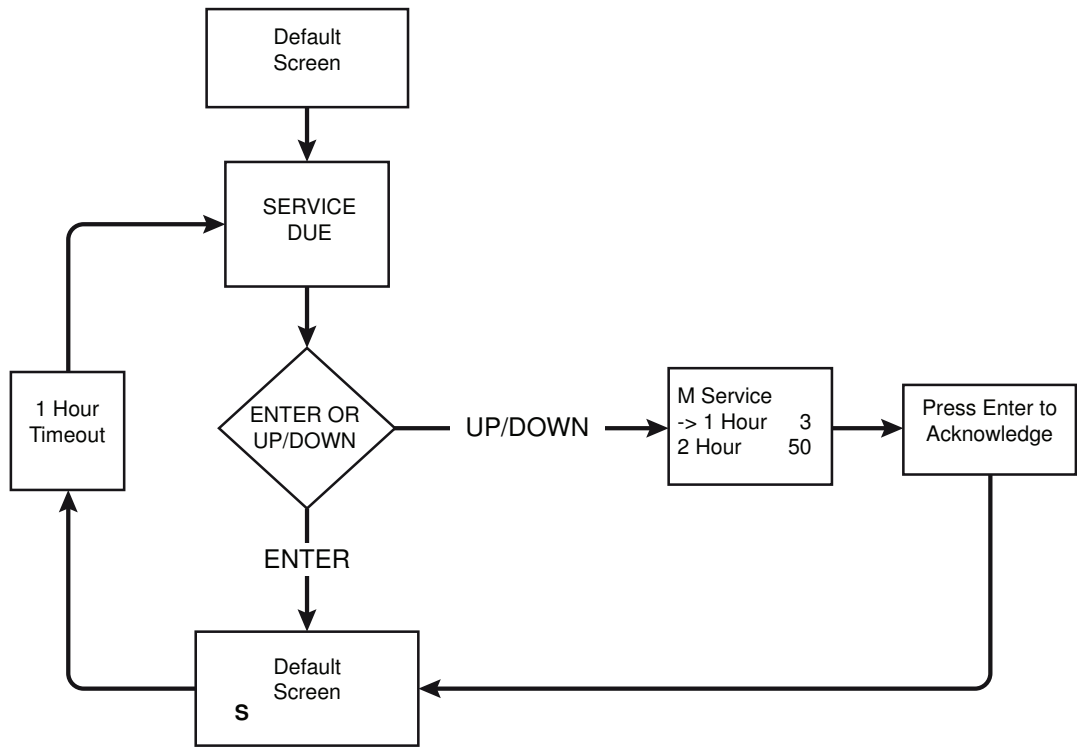 Default
Screen
SERVICE
DUE
1 Hour
Timeout
ENTER OR
UP/DOWN
UP/DOWN
M Service
-> 1 Hour 3
2 Hour 50
Press Enter to
Acknowledge
ENTER
Default
Screen
S